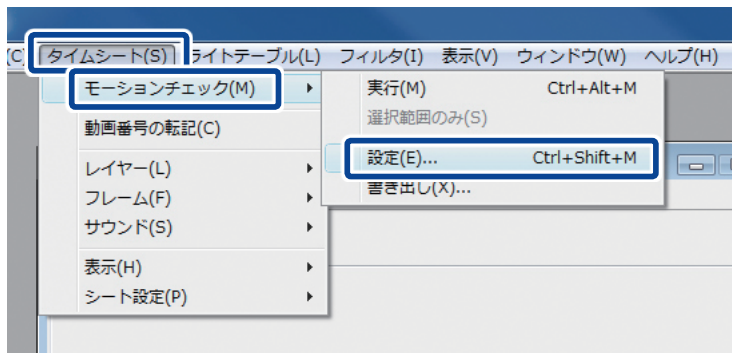 (C) タイムシート(S) ライトテーブル(L) フィルタ(I) 表示(V) ウィンドウ(W) ヘルプ(H)
モーションチェック(M)
動画番号の転記(C)
レイヤー(L)
フレーム(F)
サウンド(S)
表示(H)
シート設定(P)
実行(M) Ctrl+Alt+M
選択範囲のみ(S)
設定(E)... Ctrl+Shift+M
書き出し(X)...